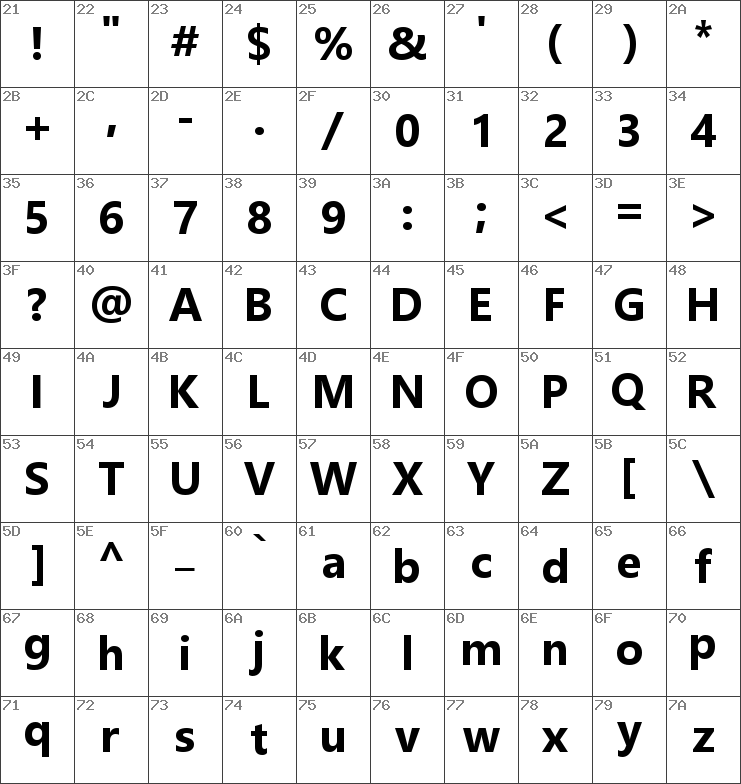 21 22 23 24 25 26 27 28 29 2A
! " # $ % & ' ( ) *
2B 2C 2D 2E 2F 30 31 32 33 34
+ , - . / 0 1 2 3 4
35 36 37 38 39 3A 3B 3C 3D 3E
5 6 7 8 9 : ; < = >
3F 40 41 42 43 44 45 46 47 48
? @ A B C D E F G H
49 4A 4B 4C 4D 4E 4F 50 51 52
I J K L M N O P Q R
53 54 55 56 57 58 59 5A 5B 5C
S T U V W X Y Z [ \
5D 5E 5F 60 61 62 63 64 65 66
] ^ _ ` a b c d e f
67 68 69 6A 6B 6C 6D 6E 6F 70
g h i j k l m n o p
71 72 73 74 75 76 77 78 79 7A
q r s t u v w x y z